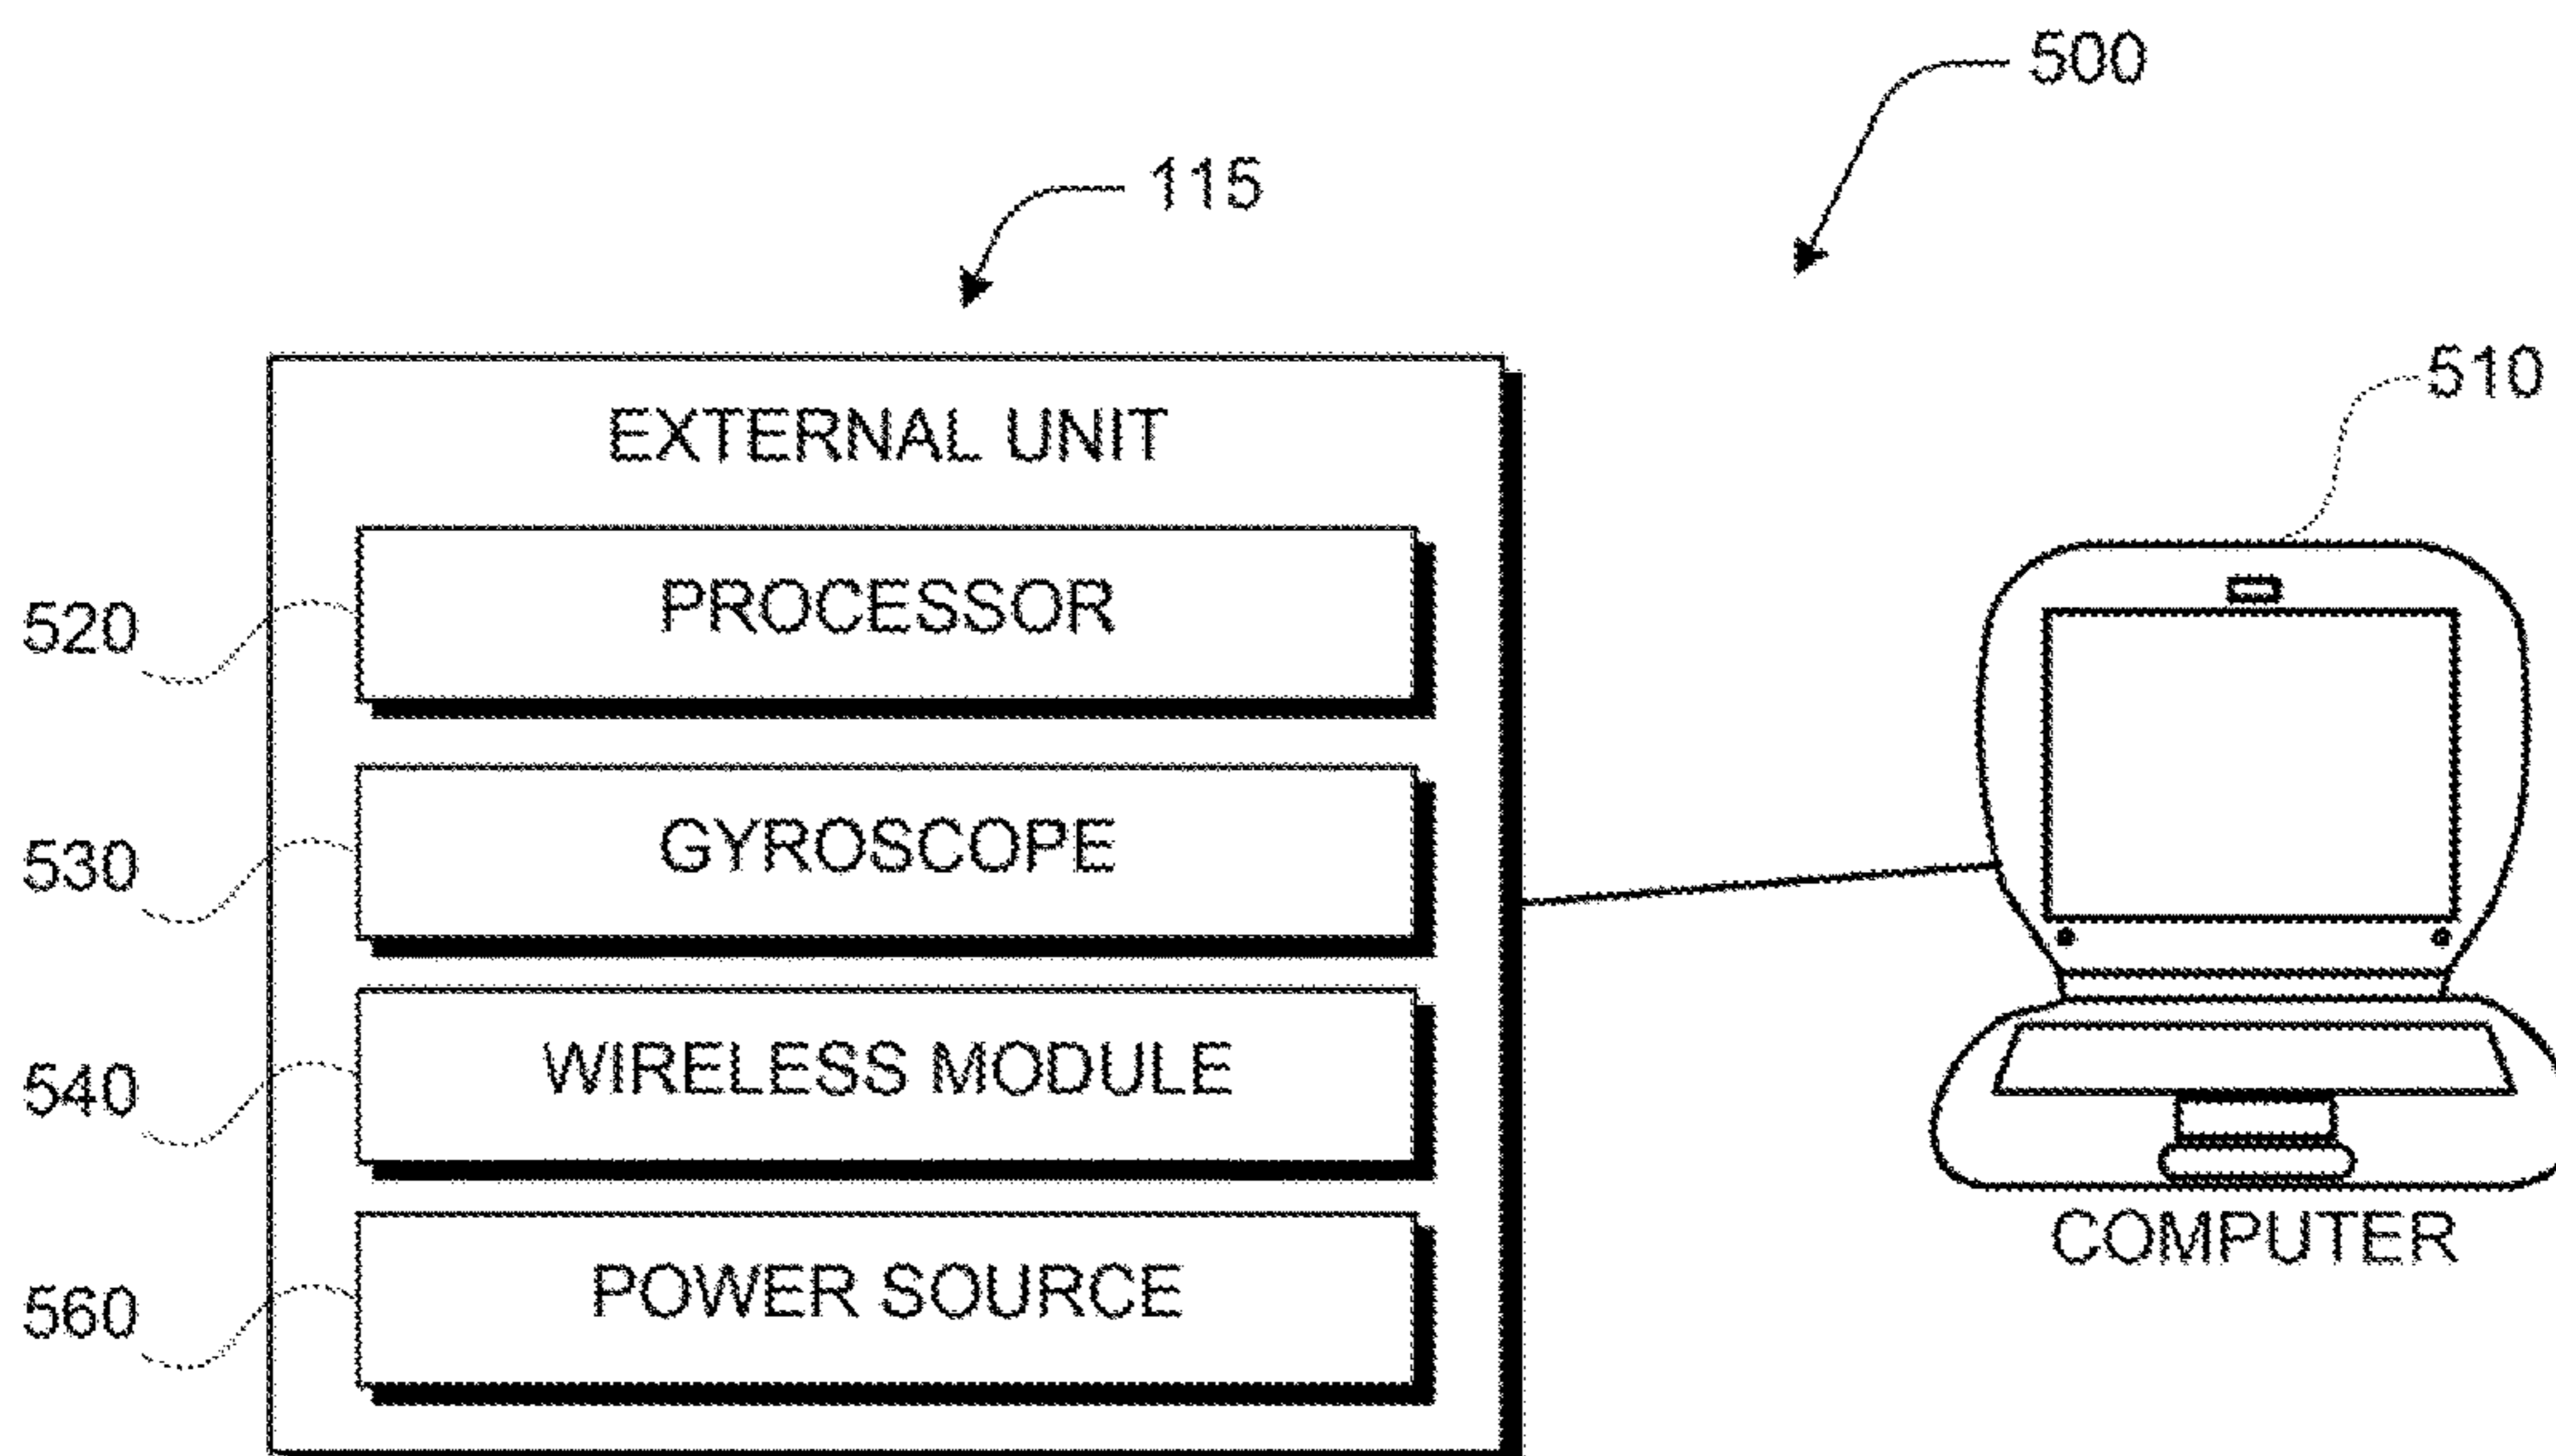 500
115
EXTERNAL UNIT
510
PROCESSOR
520
GYROSCOPE
530
WIRELESS MODULE
540
COMPUTER
POWER SOURCE
560